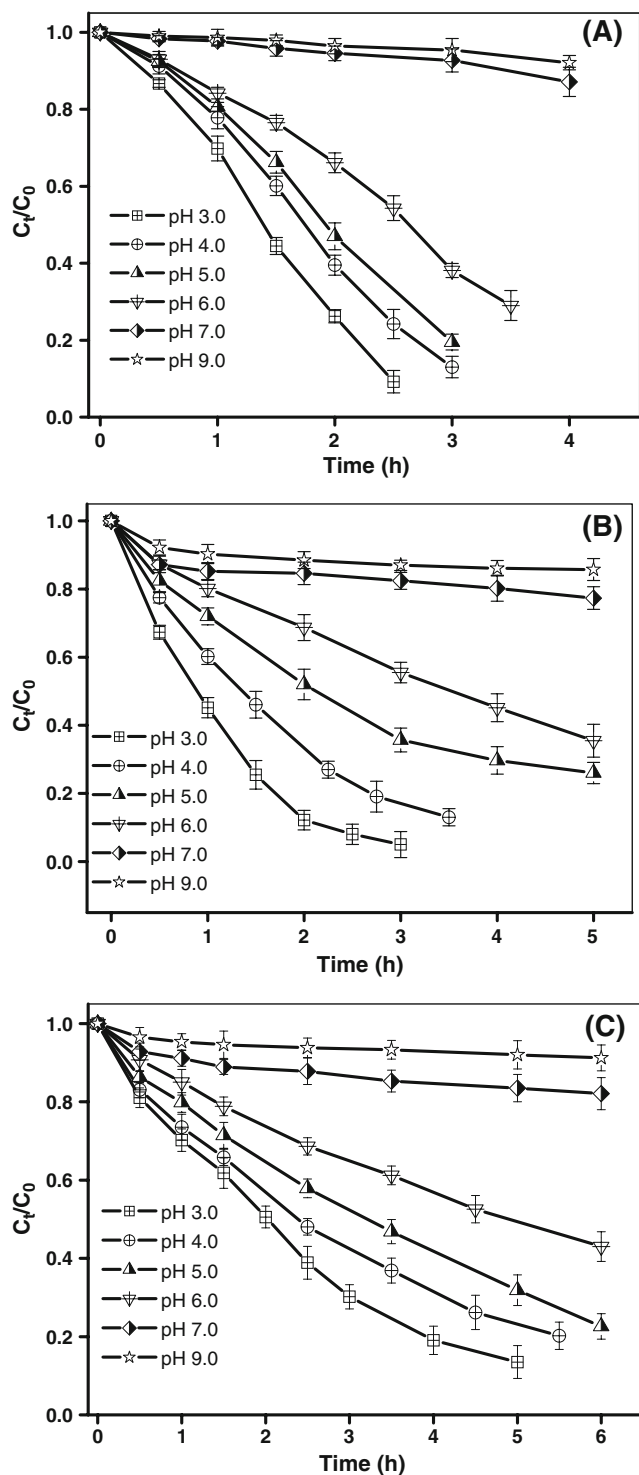 (A)
1.0
0.8
0.6
0.4
0.2
0.0
Cₜ/C₀
pH 3.0
pH 4.0
pH 5.0
pH 6.0
pH 7.0
pH 9.0
0 1 2 3 4
Time (h)
(B)
1.0
0.8
0.6
0.4
0.2
0.0
Cₜ/C₀
pH 3.0
pH 4.0
pH 5.0
pH 6.0
pH 7.0
pH 9.0
0 1 2 3 4 5
Time (h)
(C)
1.0
0.8
0.6
0.4
0.2
0.0
Cₜ/C₀
pH 3.0
pH 4.0
pH 5.0
pH 6.0
pH 7.0
pH 9.0
0 1 2 3 4 5 6
Time (h)